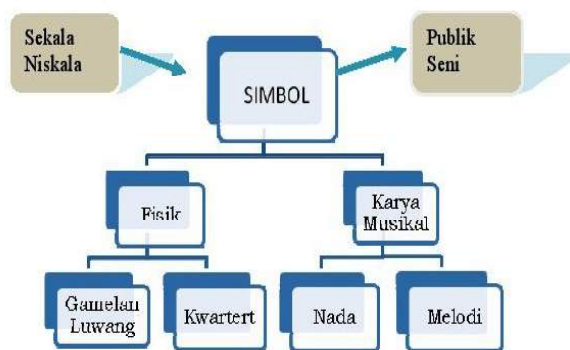 Sekala
Niskala
Publik
Seni
SIMBOL
Fisik
Karya
Musikal
Gamelan
Luwang
Kwartert
Nada
Melodi